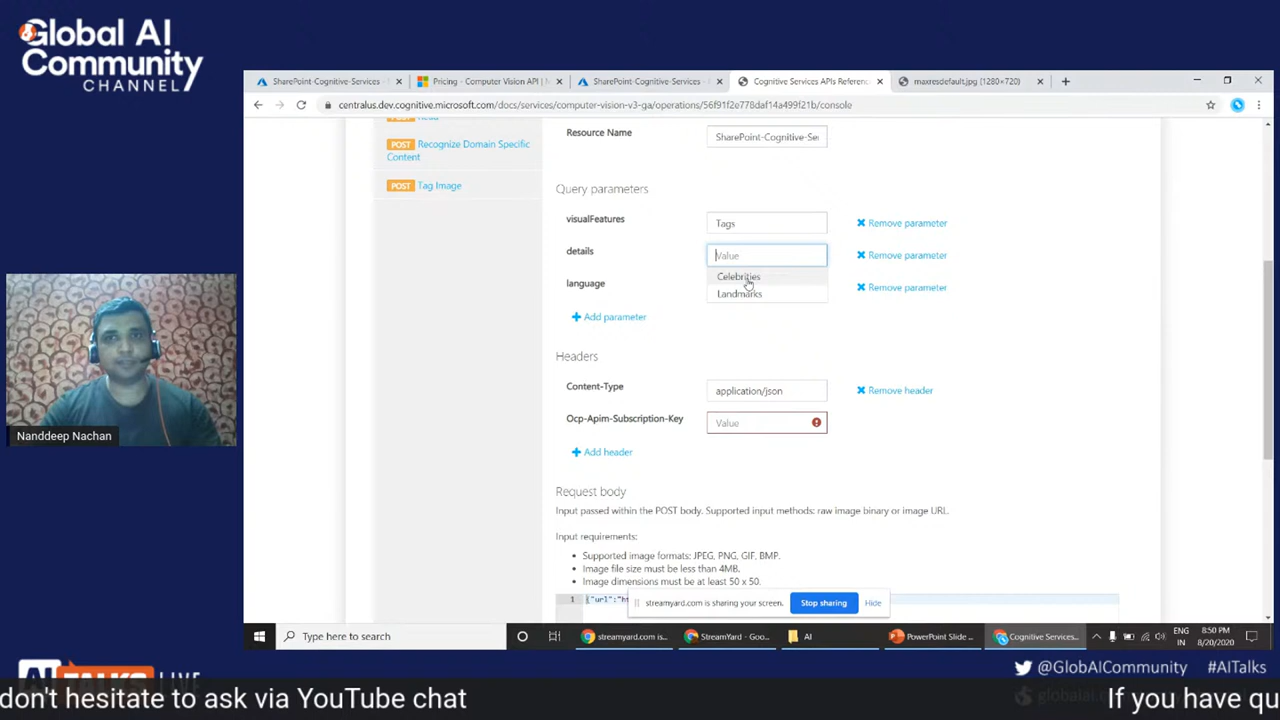 Global AI
Community
CHANNEL
SharePoint-Cognitive-Services -
Pricing - Computer Vision API | M
SharePoint-Cognitive-Services -
Cognitive Services APIs Referenc
maxresdefault.jpg (1280×720)
centralus.dev.cognitive.microsoft.com/docs/services/computer-vision-v3-ga/operations/56f91f2e778daf14a499f21b/console
POST Read
POST Recognize Domain Specific
Content
POST Tag Image
Resource Name
SharePoint-Cognitive-Se
Query parameters
visualFeatures
Tags
Remove parameter
details
Value
Remove parameter
Celebrities
language
Remove parameter
Landmarks
Add parameter
Headers
Content-Type
application/json
Remove header
Ocp-Apim-Subscription-Key
Value
Add header
Request body
Input passed within the POST body. Supported input methods: raw image binary or image URL.
Input requirements:
Supported image formats: JPEG, PNG, GIF, BMP.
Image file size must be less than 4MB.
Image dimensions must be at least 50 x 50.
1 {"url":"h
streamyard.com is sharing your screen.
Stop sharing
Hide
Nanddeep Nachan
Type here to search
streamyard.com is...
StreamYard - Goo...
AI
PowerPoint Slide ...
Cognitive Services...
ENG
IN
8:50 PM
8/20/2020
AI TALKS LIVE
@GlobAICommunity
#AITalks
don't hesitate to ask via YouTube chat
If you have qu